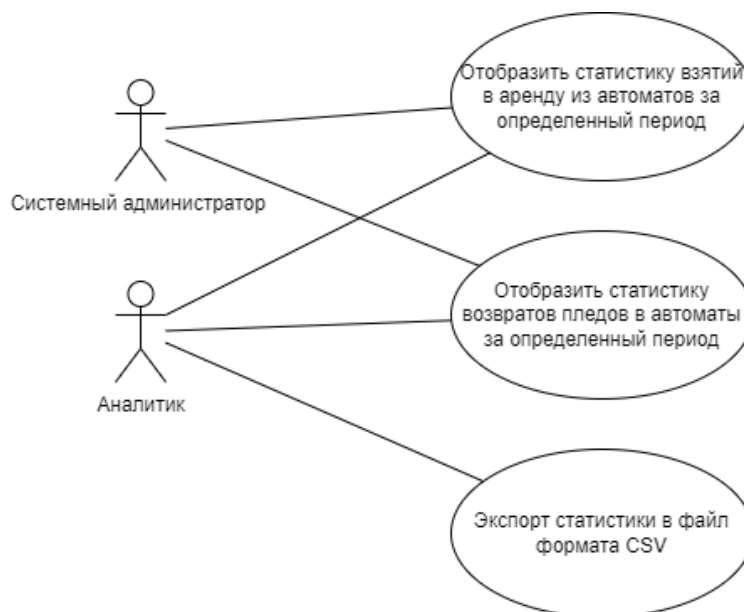 Отобразить статистику взятий
в аренду из автоматов за
определенный период
Системный администратор
Отобразить статистику
возвратов пледов в автоматы
за определенный период
Аналитик
Экспорт статистики в файл
формата CSV